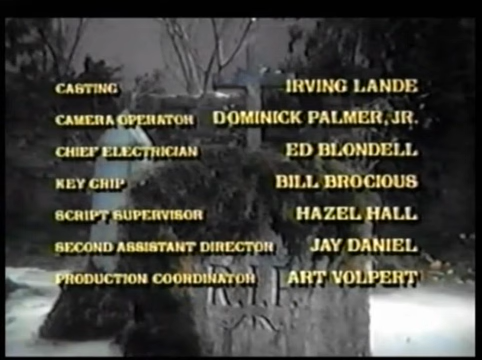 CASTING IRVING LANDE
CAMERA OPERATOR DOMINICK PALMER, JR.
CHIEF ELECTRICIAN ED BLONDELL
KEY GRIP BILL BROCIOUS
SCRIPT SUPERVISOR HAZEL HALL
SECOND ASSISTANT DIRECTOR JAY DANIEL
PRODUCTION COORDINATOR ART VOLPERT
R.I.P.